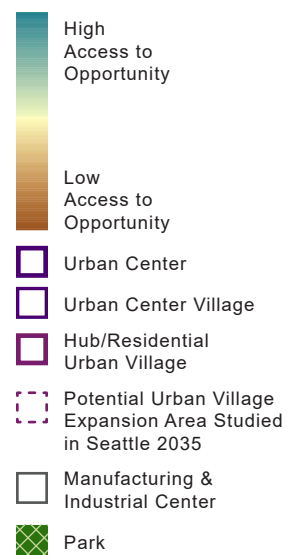 High
Access to
Opportunity
Low
Access to
Opportunity
Urban Center
Urban Center Village
Hub/Residential
Urban Village
Potential Urban Village
Expansion Area Studied
in Seattle 2035
Manufacturing &
Industrial Center
Park